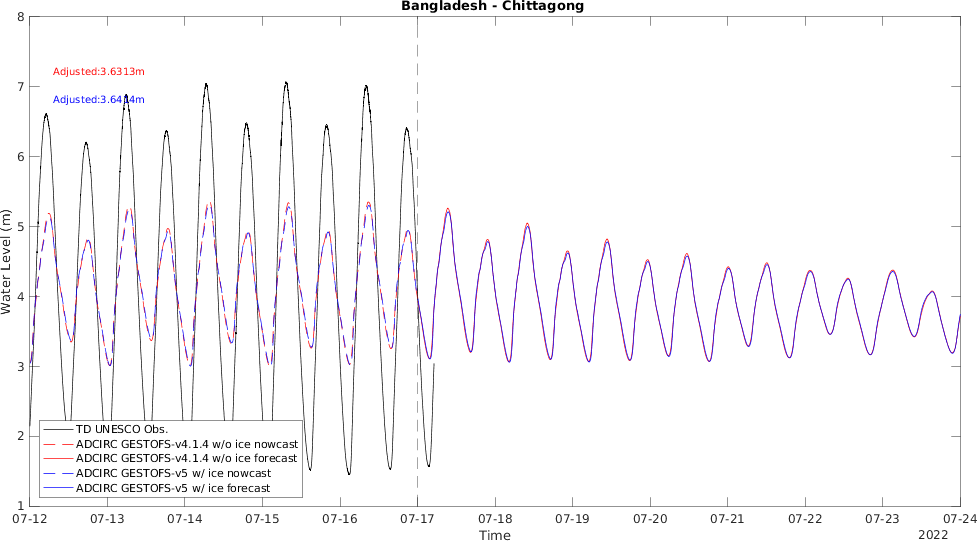 Bangladesh - Chittagong
8
7
6
5
4
3
2
1
Water Level (m)
Adjusted:3.6313m
Adjusted:3.6414m
TD UNESCO Obs.
ADCIRC GESTOFS-v4.1.4 w/o ice nowcast
ADCIRC GESTOFS-v4.1.4 w/o ice forecast
ADCIRC GESTOFS-v5 w/ ice nowcast
ADCIRC GESTOFS-v5 w/ ice forecast
07-12 07-13 07-14 07-15 07-16 07-17 07-18 07-19 07-20 07-21 07-22 07-23 07-24
Time
2022